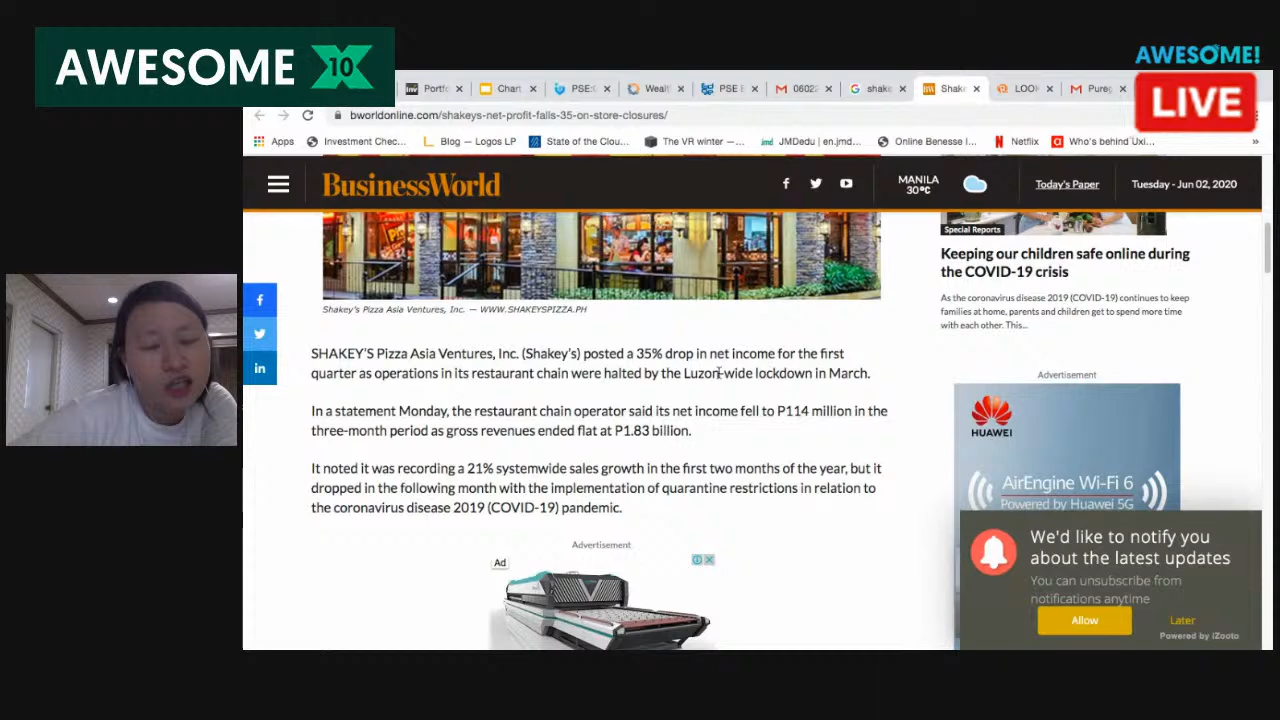 AWESOME X 10
AWESOME!
LIVE
Portfo
Chart
PSE:
Wealt
PSE E
0602
shake
Shake
LOOK
Pureg
bworldonline.com/shakeys-net-profit-falls-35-on-store-closures/
Apps
Investment Chec...
Blog — Logos LP
State of the Clou...
The VR winter — ...
JMDedu | en.jmd...
Online Benesse I...
Netflix
Who's behind Uxi...
»
BusinessWorld
MANILA
30ºC
Today's Paper
Tuesday - Jun 02, 2020
Shakey's Pizza Asia Ventures, Inc. — WWW.SHAKEYSPIZZA.PH
SHAKEY'S Pizza Asia Ventures, Inc. (Shakey's) posted a 35% drop in net income for the first
quarter as operations in its restaurant chain were halted by the Luzon-wide lockdown in March.
In a statement Monday, the restaurant chain operator said its net income fell to P114 million in the
three-month period as gross revenues ended flat at P1.83 billion.
It noted it was recording a 21% systemwide sales growth in the first two months of the year, but it
dropped in the following month with the implementation of quarantine restrictions in relation to
the coronavirus disease 2019 (COVID-19) pandemic.
Advertisement
Ad
Special Reports
Keeping our children safe online during
the COVID-19 crisis
As the coronavirus disease 2019 (COVID-19) continues to keep
families at home, parents and children get to spend more time
with each other. This...
Advertisement
HUAWEI
AirEngine Wi-Fi 6
Powered by Huawei 5G
We'd like to notify you
about the latest updates
You can unsubscribe from
notifications anytime
Allow
Later
Powered by iZooto